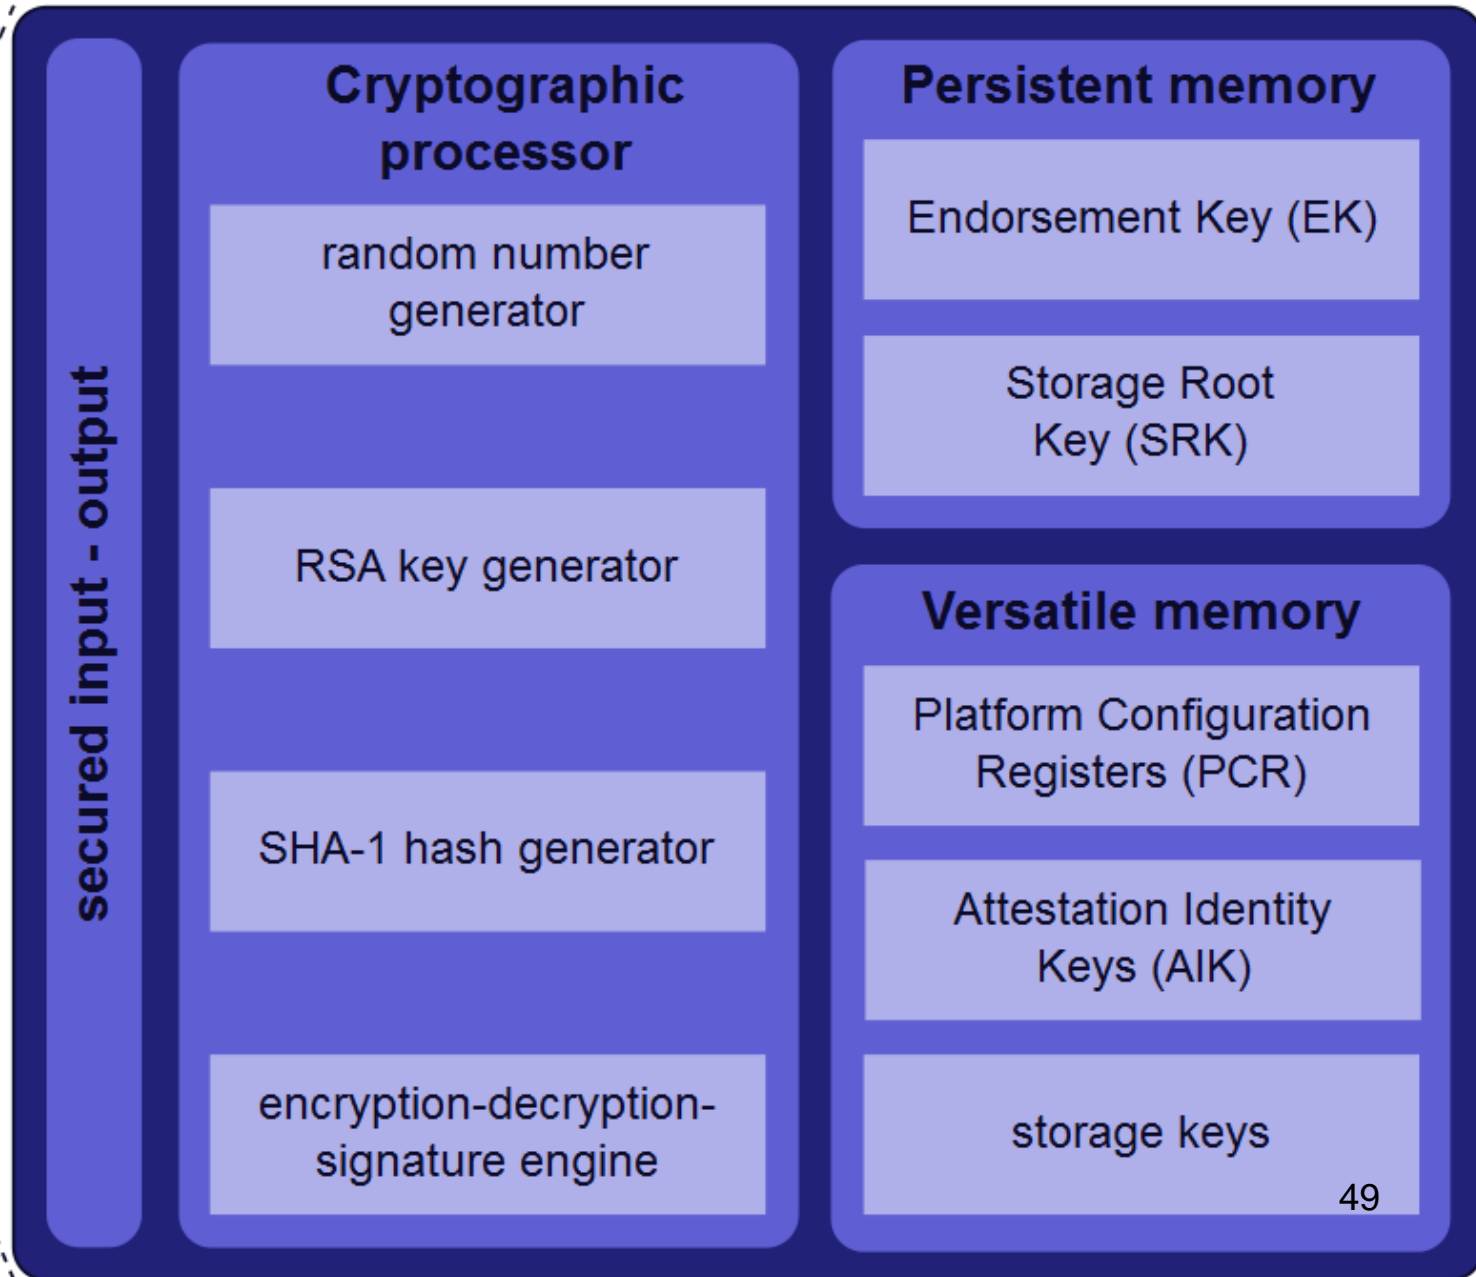 secured input - output
Cryptographic
processor
random number
generator
RSA key generator
SHA-1 hash generator
encryption-decryption-
signature engine
Persistent memory
Endorsement Key (EK)
Storage Root
Key (SRK)
Versatile memory
Platform Configuration
Registers (PCR)
Attestation Identity
Keys (AIK)
storage keys
49